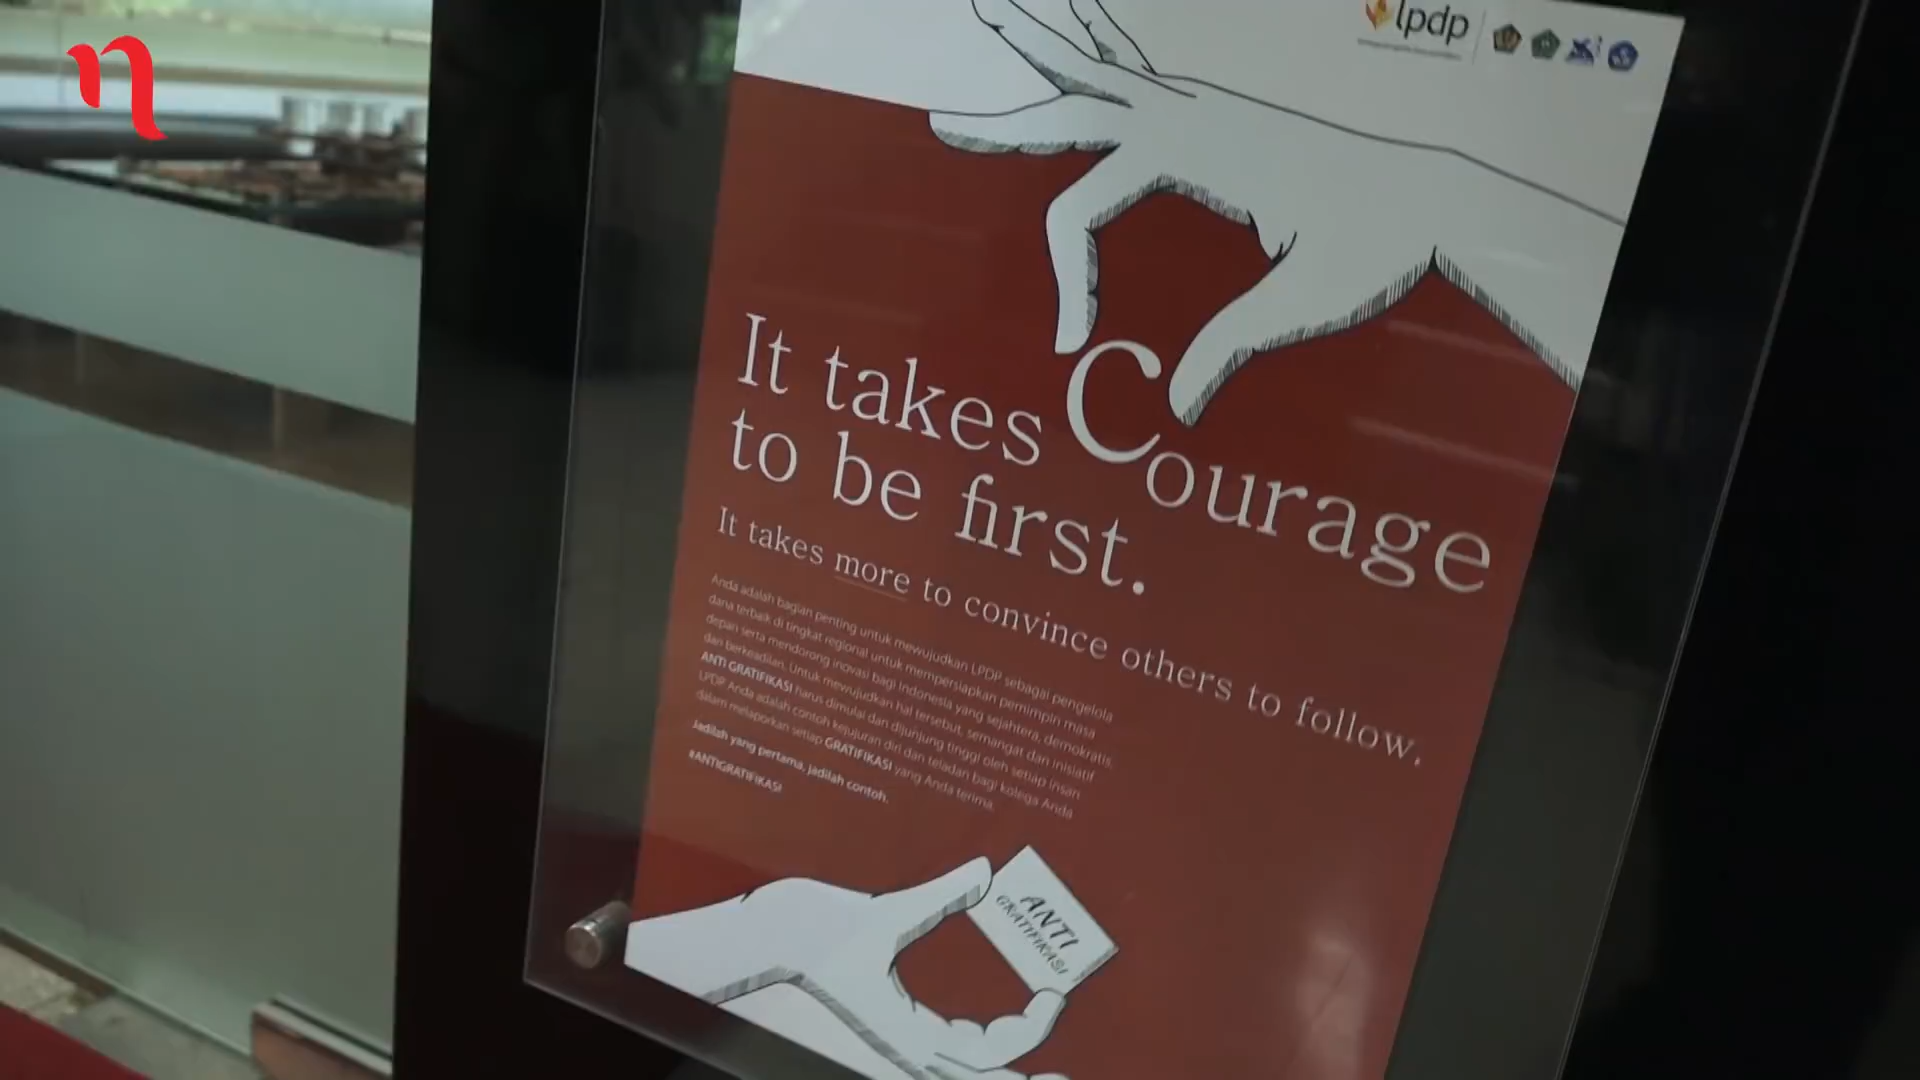 lpdp
It takes Courage
to be first.
It takes more to convince others to follow.
Anda adalah bagian penting untuk mewujudkan LPDP sebagai pengelola
dana terbaik di tingkat regional untuk mempersiapkan pemimpin masa
depan serta mendorong inovasi bagi Indonesia yang sejahtera, demokratis,
dan berkeadilan. Untuk mewujudkan hal tersebut, semangat dan inisiatif
ANTI GRATIFIKASI harus dimulai dan dijunjung tinggi oleh setiap insan
LPDP. Anda adalah contoh kejujuran diri dan teladan bagi kolega Anda
dalam melaporkan setiap GRATIFIKASI yang Anda terima.
Jadilah yang pertama, jadilah contoh.
#ANTIGRATIFIKASI
ANTI
GRATIFIKASI